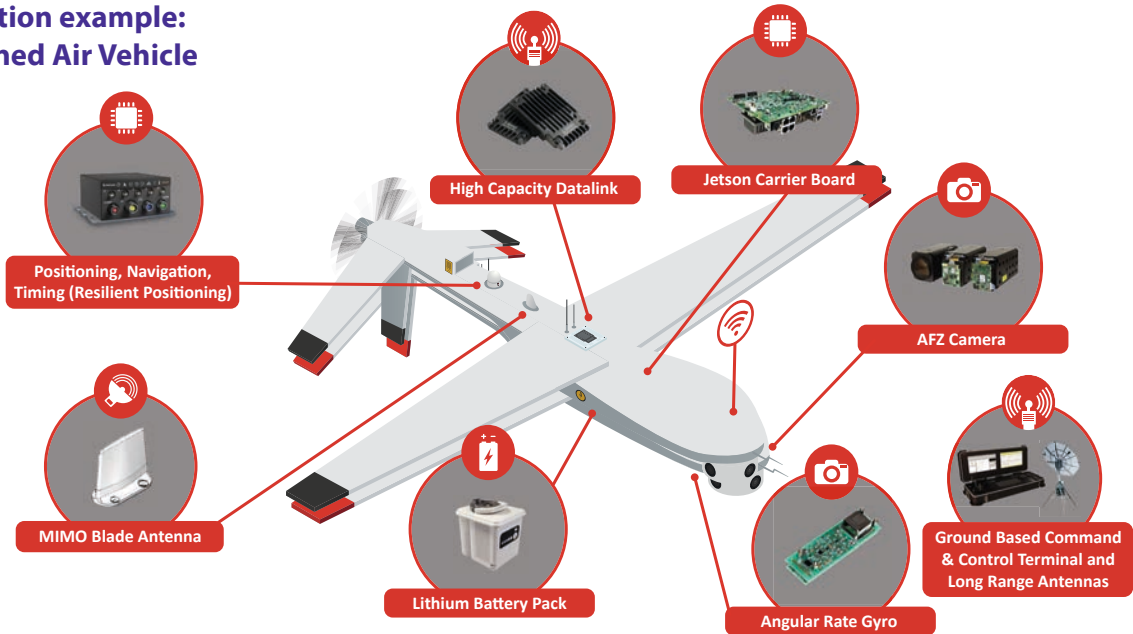 tion example:
ned Air Vehicle
High Capacity Datalink
Jetson Carrier Board
Positioning, Navigation,
Timing (Resilient Positioning)
AFZ Camera
MIMO Blade Antenna
Lithium Battery Pack
Angular Rate Gyro
Ground Based Command
& Control Terminal and
Long Range Antennas